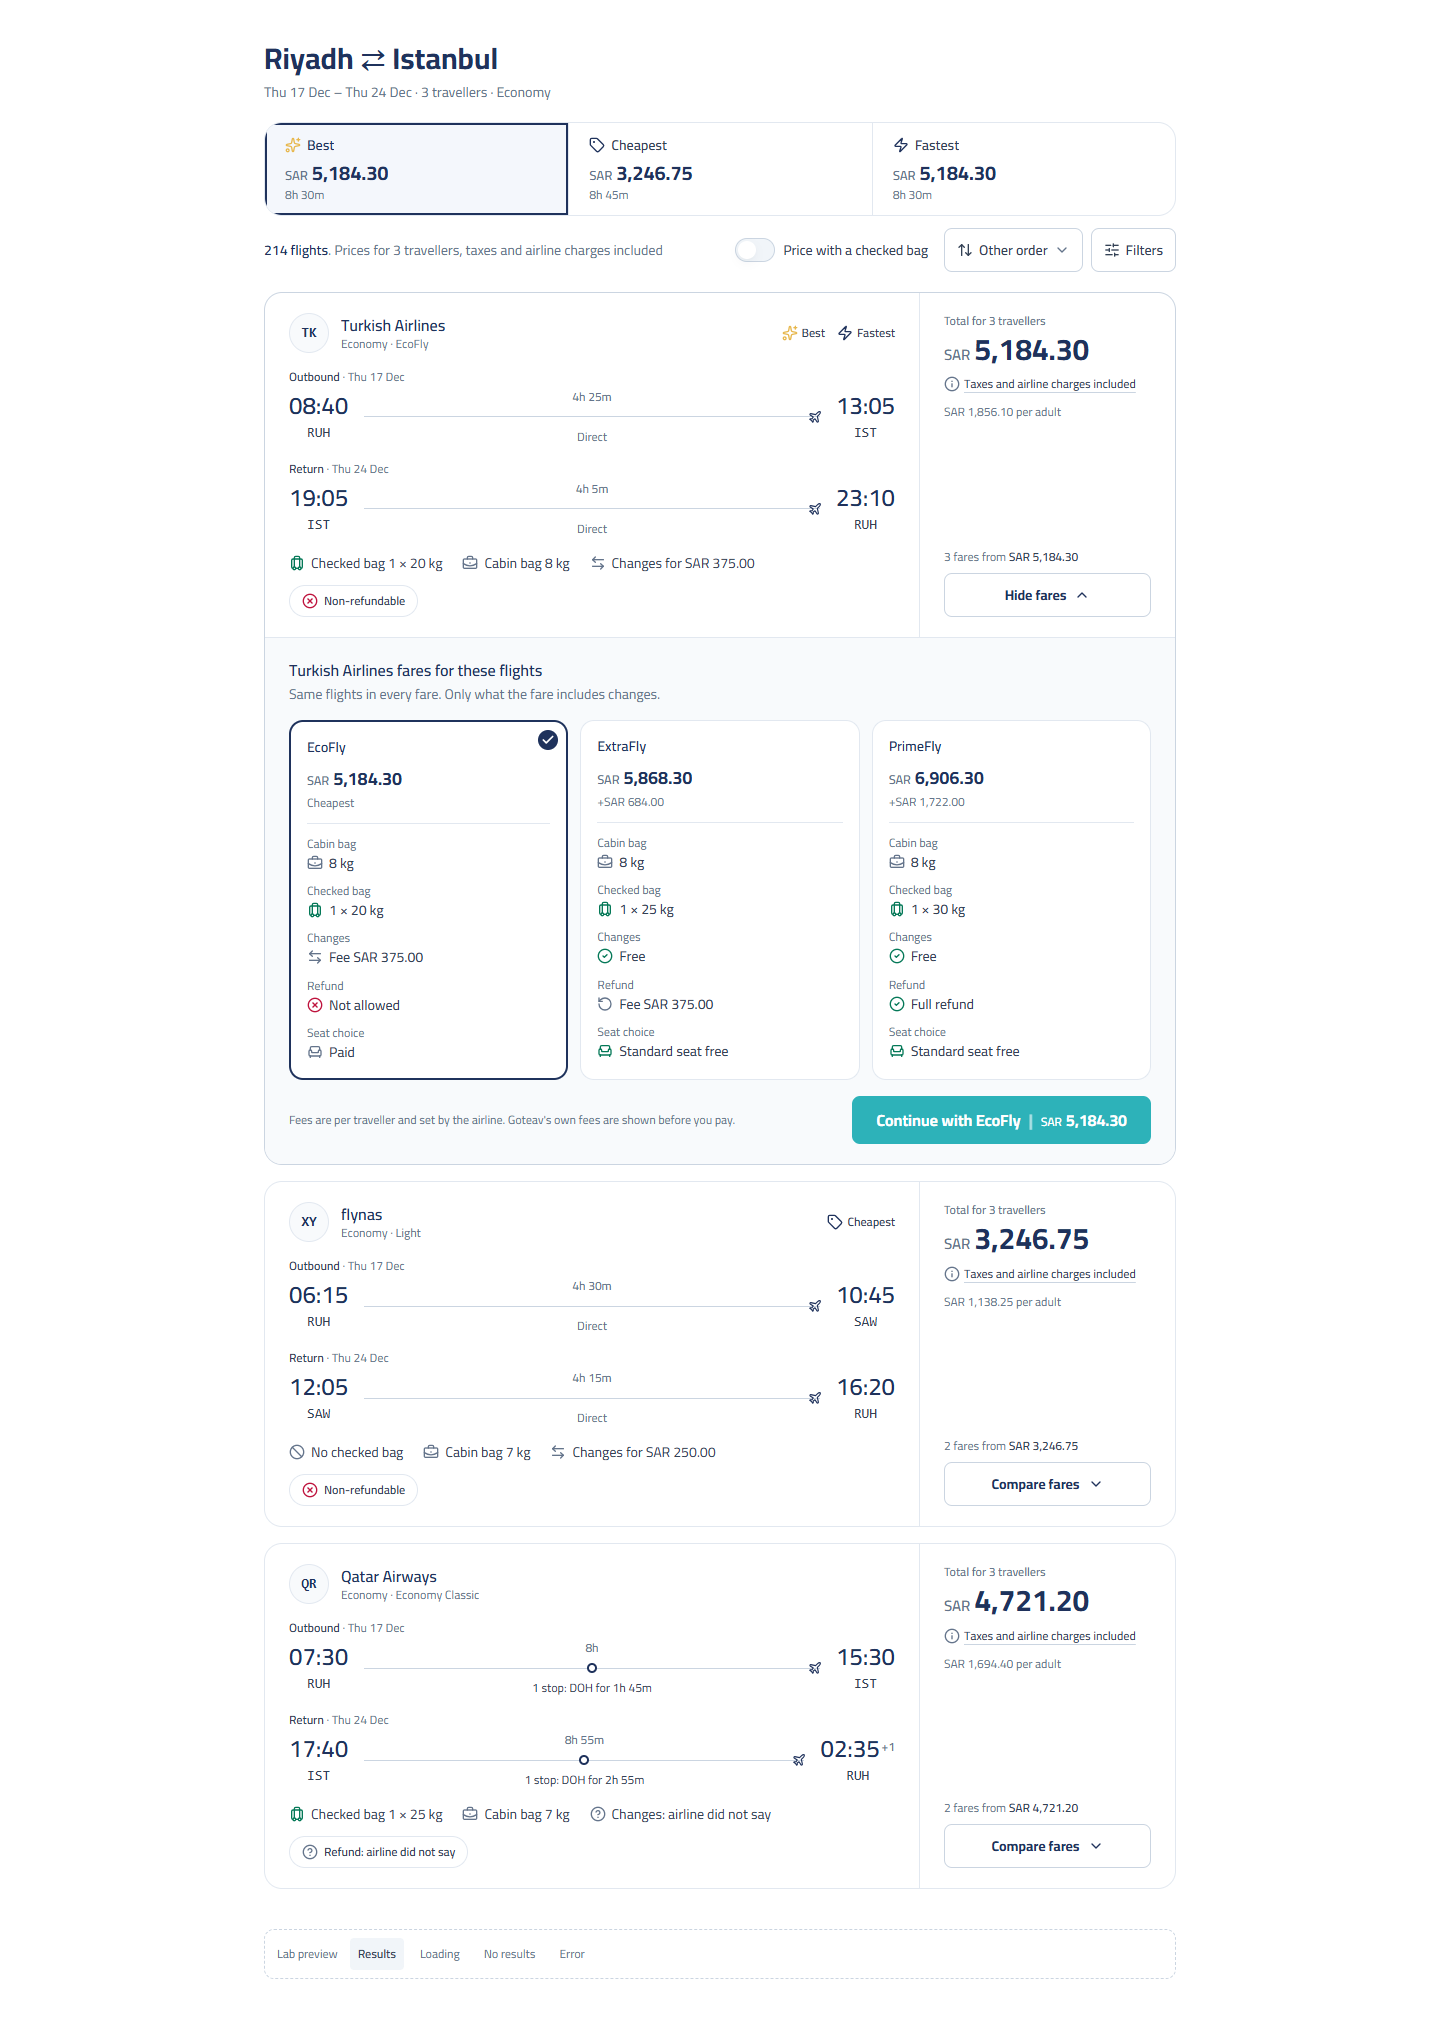 Riyadh ⇄ Istanbul
Thu 17 Dec – Thu 24 Dec · 3 travellers · Economy
Best
SAR 5,184.30
8h 30m
Cheapest
SAR 3,246.75
8h 45m
Fastest
SAR 5,184.30
8h 30m
214 flights. Prices for 3 travellers, taxes and airline charges included
Price with a checked bag
Other order
Filters
TK
Turkish Airlines
Economy · EcoFly
Best
Fastest
Outbound · Thu 17 Dec
08:40
RUH
4h 25m
Direct
13:05
IST
Return · Thu 24 Dec
19:05
IST
4h 5m
Direct
23:10
RUH
Checked bag 1 × 20 kg
Cabin bag 8 kg
Changes for SAR 375.00
Non-refundable
Total for 3 travellers
SAR 5,184.30
Taxes and airline charges included
SAR 1,856.10 per adult
3 fares from SAR 5,184.30
Hide fares
Turkish Airlines fares for these flights
Same flights in every fare. Only what the fare includes changes.
EcoFly
SAR 5,184.30
Cheapest
Cabin bag
8 kg
Checked bag
1 × 20 kg
Changes
Fee SAR 375.00
Refund
Not allowed
Seat choice
Paid
ExtraFly
SAR 5,868.30
+SAR 684.00
Cabin bag
8 kg
Checked bag
1 × 25 kg
Changes
Free
Refund
Fee SAR 375.00
Seat choice
Standard seat free
PrimeFly
SAR 6,906.30
+SAR 1,722.00
Cabin bag
8 kg
Checked bag
1 × 30 kg
Changes
Free
Refund
Full refund
Seat choice
Standard seat free
Fees are per traveller and set by the airline. Goteav's own fees are shown before you pay.
Continue with EcoFly | SAR 5,184.30
XY
flynas
Economy · Light
Cheapest
Outbound · Thu 17 Dec
06:15
RUH
4h 30m
Direct
10:45
SAW
Return · Thu 24 Dec
12:05
SAW
4h 15m
Direct
16:20
RUH
No checked bag
Cabin bag 7 kg
Changes for SAR 250.00
Non-refundable
Total for 3 travellers
SAR 3,246.75
Taxes and airline charges included
SAR 1,138.25 per adult
2 fares from SAR 3,246.75
Compare fares
QR
Qatar Airways
Economy · Economy Classic
Outbound · Thu 17 Dec
07:30
RUH
8h
1 stop: DOH for 1h 45m
15:30
IST
Return · Thu 24 Dec
17:40
IST
8h 55m
1 stop: DOH for 2h 55m
02:35 +1
RUH
Checked bag 1 × 25 kg
Cabin bag 7 kg
Changes: airline did not say
Refund: airline did not say
Total for 3 travellers
SAR 4,721.20
Taxes and airline charges included
SAR 1,694.40 per adult
2 fares from SAR 4,721.20
Compare fares
Lab preview
Results
Loading
No results
Error